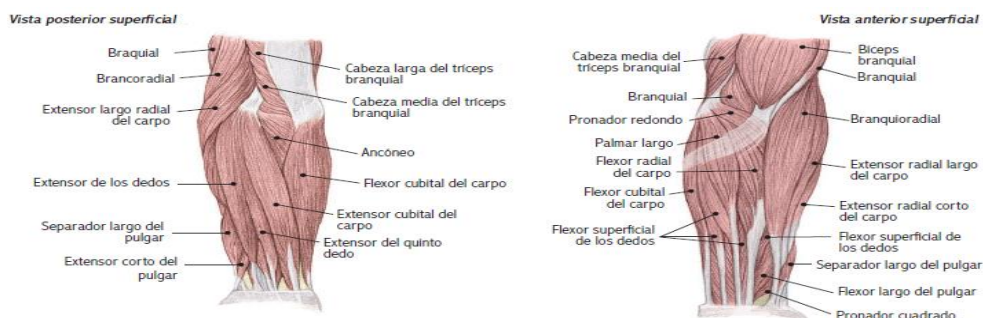 Vista posterior superficial
Braquial
Brancoradial
Extensor largo radial
del carpo
Extensor de los dedos
Separador largo del
pulgar
Extensor corto del
pulgar
Cabeza larga del tríceps
branquial
Cabeza media del tríceps
branquial
Ancóneo
Flexor cubital del carpo
Extensor cubital del
carpo
Extensor del quinto
dedo
Vista anterior superficial
Cabeza media del
tríceps branquial
Branquial
Pronador redondo
Palmar largo
Flexor radial
del carpo
Flexor cubital
del carpo
Flexor superficial
de los dedos
Biceps
branquial
Branquial
Branquioradial
Extensor radial largo
del carpo
Extensor radial corto
del carpo
Flexor superficial de
los dedos
Separador largo del pulgar
Flexor largo del pulgar
Pronador cuadrado